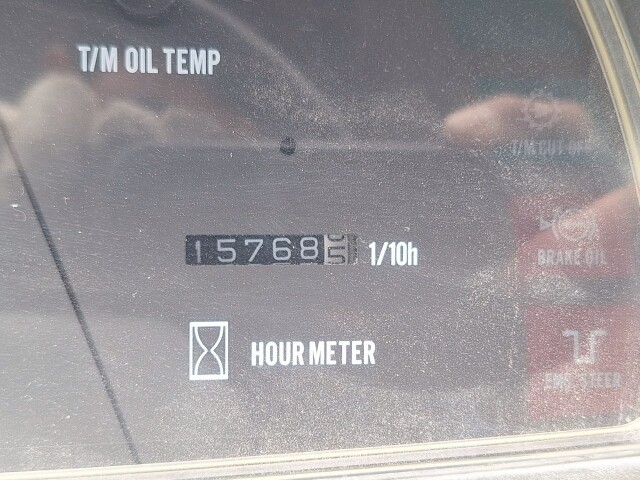 T/M OIL TEMP
T/M CUT OFF
157685 1/10h
BRAKE OIL
HOUR METER
EMG. STEER